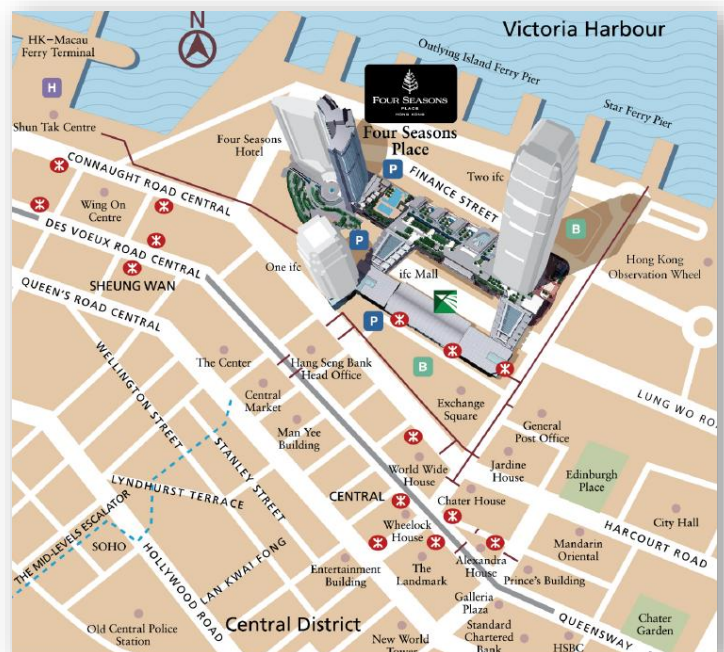 N
Victoria Harbour
HK-Macau
Ferry Terminal
H
Outlying Island Ferry Pier
Star Ferry Pier
FOUR SEASONS
PLACE
HONG KONG
Four Seasons
Place
Shun Tak Centre
Four Seasons
Hotel
P
FINANCE STREET
Two ifc
CONNAUGHT ROAD CENTRAL
Wing On
Centre
B
DES VOEUX ROAD CENTRAL
P
One ifc
ifc Mall
Hong Kong
Observation Wheel
SHEUNG WAN
QUEEN'S ROAD CENTRAL
P
The Center
Hang Seng Bank
Head Office
B
WELLINGTON STREET
Central
Market
Exchange
Square
LUNG WO RO
Man Yee
Building
General
Post Office
STANLEY STREET
World Wide
House
Jardine
House
Edinburgh
Place
LYNDHURST TERRACE
CENTRAL
Chater House
THE MID-LEVELS ESCALATOR
Wheelock
House
HARCOURT ROAD
City Hall
SOHO
HOLLYWOOD ROAD
LAN KWAI FONG
Entertainment
Building
The
Landmark
Alexandra
House
Mandarin
Oriental
Prince's Building
Galleria
Plaza
QUEENSWAY
Chater
Garden
Old Central Police
Station
Central District
New World
Tower
Standard
Chartered
Bank
HSBC